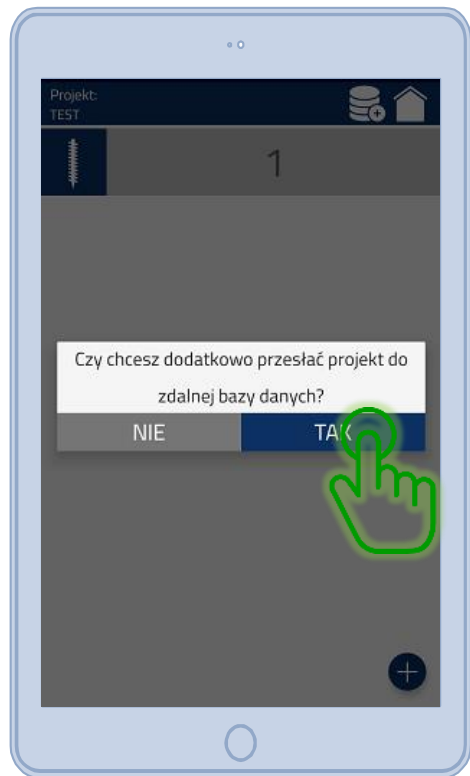 Projekt:
TEST
1
Czy chcesz dodatkowo przesłać projekt do
zdalnej bazy danych?
NIE
TAK